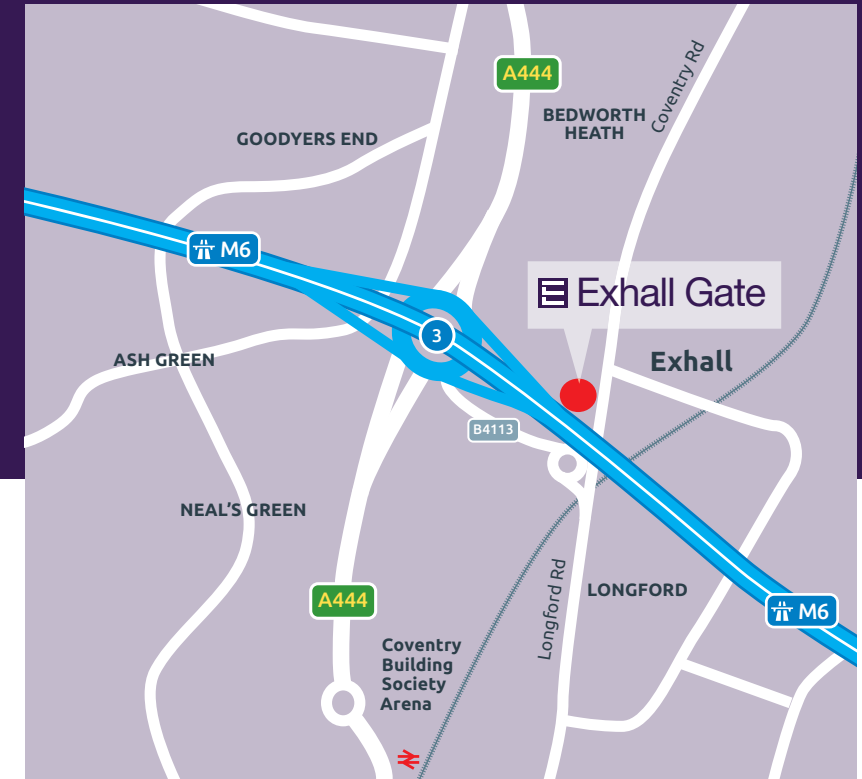 A444
Coventry Rd
BEDWORTH
HEATH
GOODYERS END
M6
Exhall Gate
3
ASH GREEN
Exhall
B4113
NEAL'S GREEN
Longford Rd
LONGFORD
A444
M6
Coventry
Building
Society
Arena